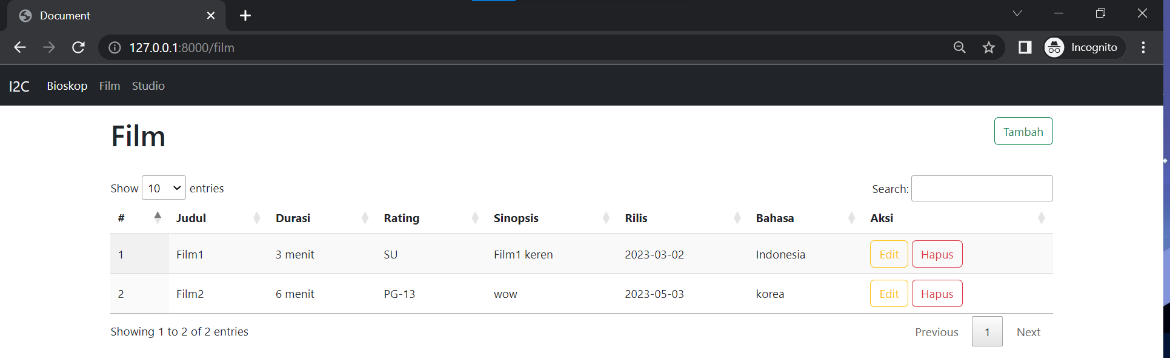 Document
127.0.0.1:8000/film
Incognito
I2C Bioskop Film Studio
Film
Tambah
Show 10 entries
Search:
# Judul Durasi Rating Sinopsis Rilis Bahasa Aksi
1 Film1 3 menit SU Film1 keren 2023-03-02 Indonesia Edit Hapus
2 Film2 6 menit PG-13 wow 2023-05-03 korea Edit Hapus
Showing 1 to 2 of 2 entries
Previous 1 Next